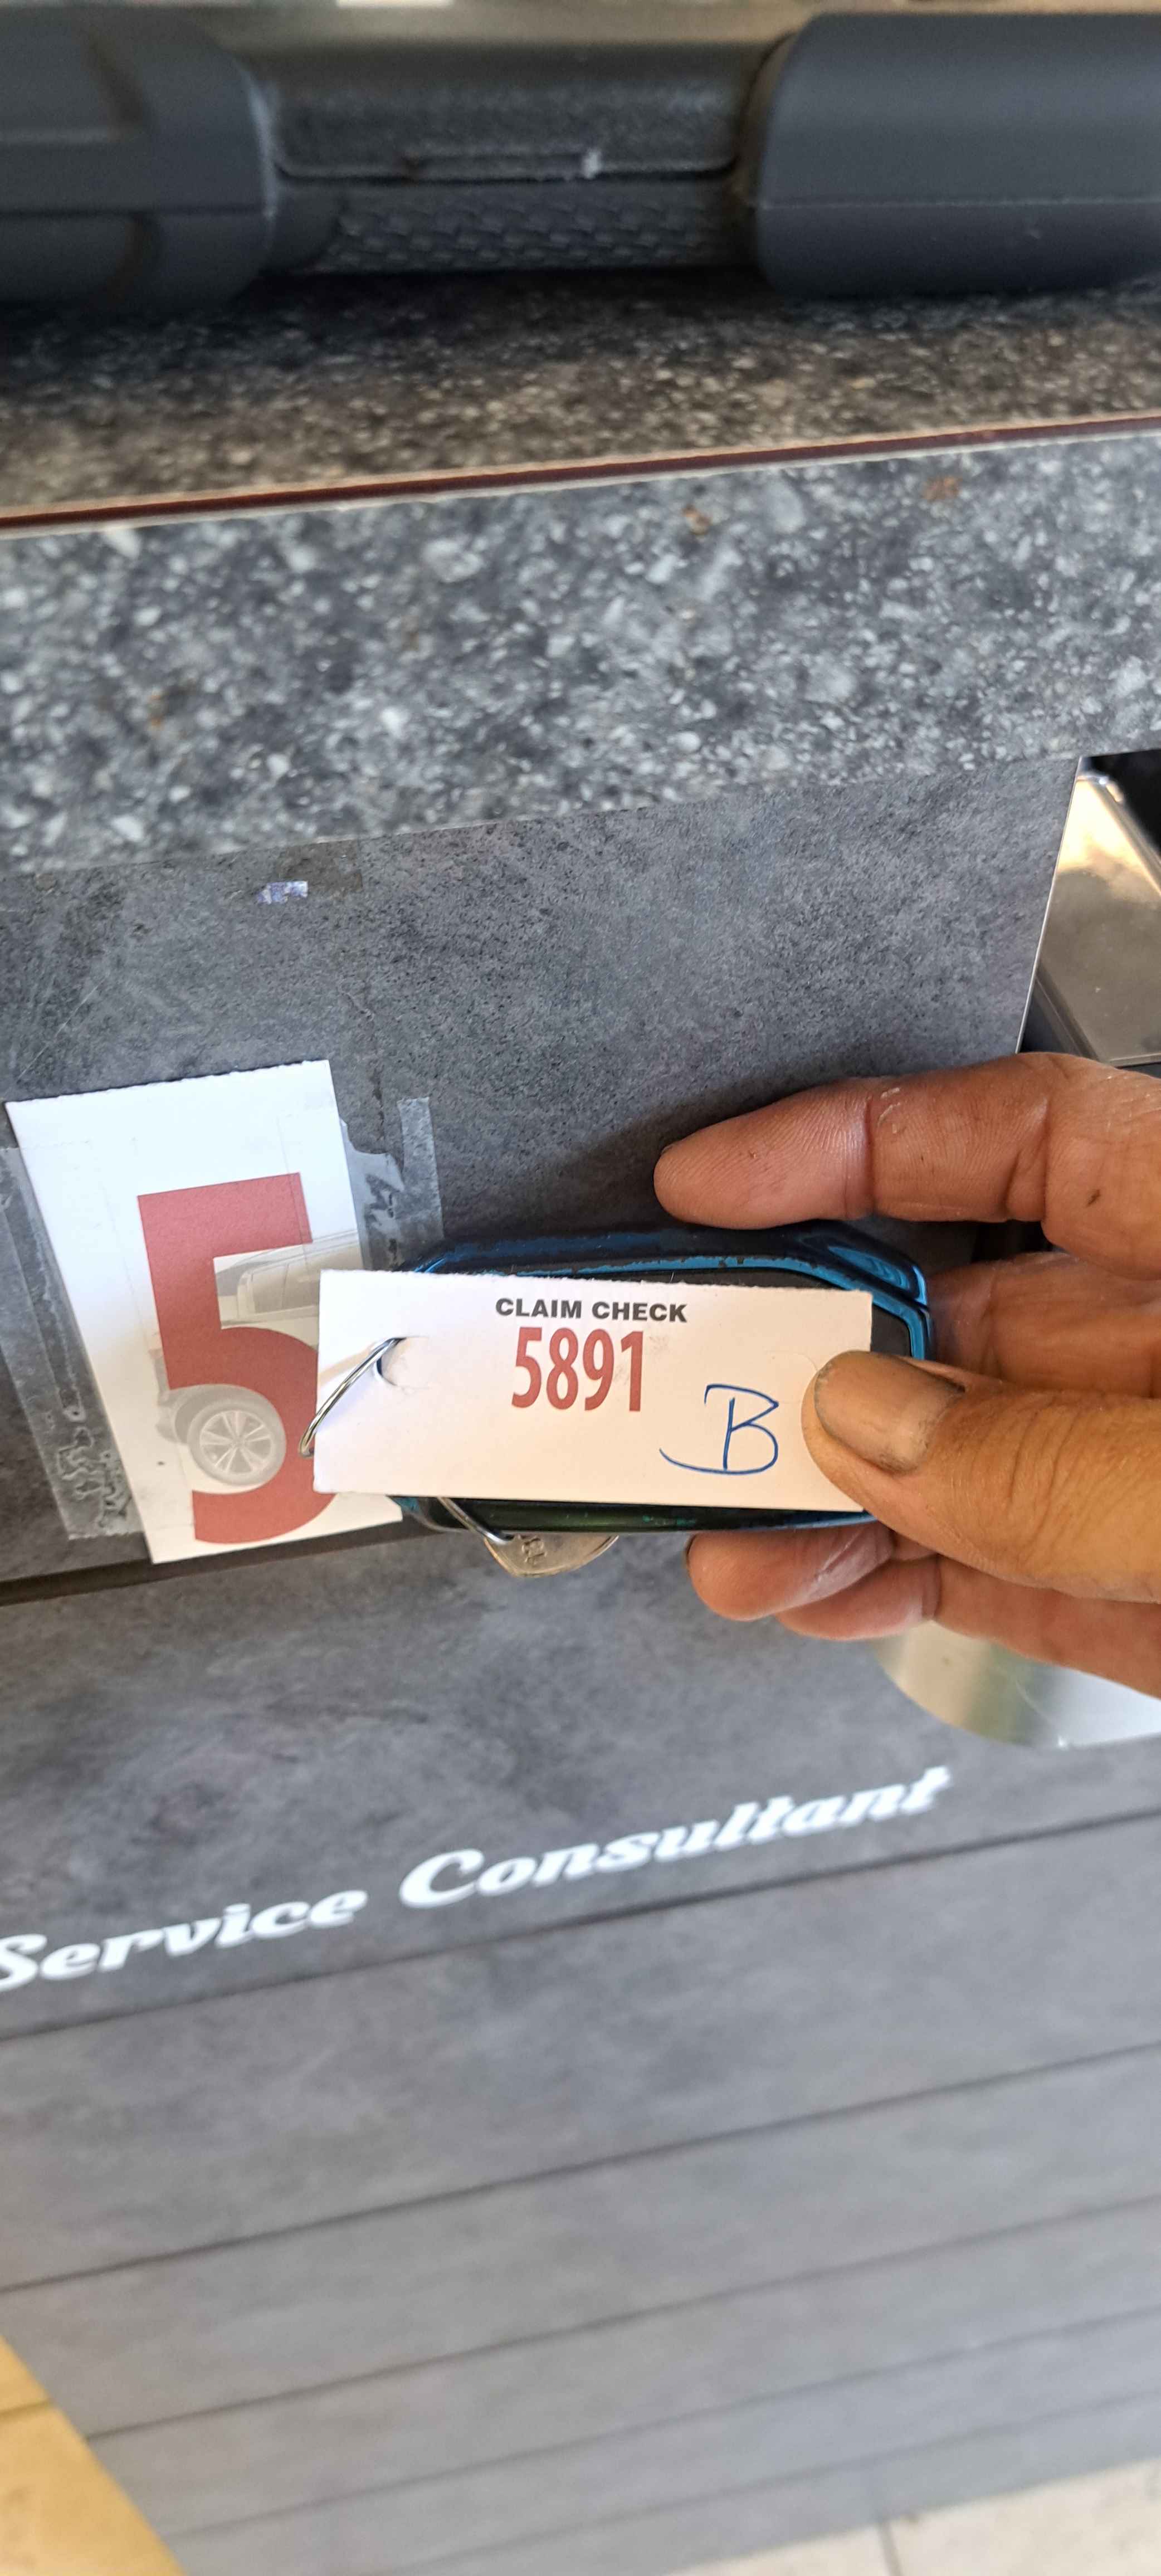 5
CLAIM CHECK
5891
B
Service Consultant